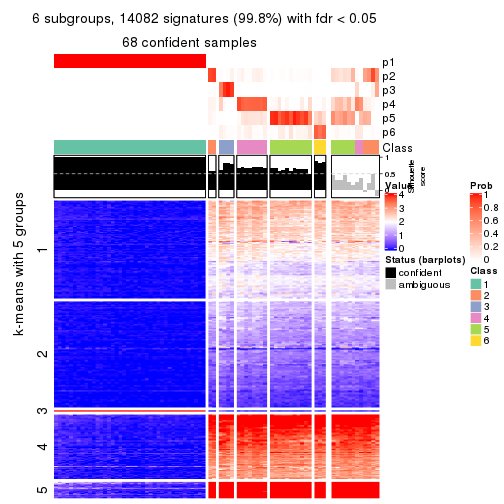 6 subgroups, 14082 signatures (99.8%) with fdr < 0.05
68 confident samples
p1
p2
p3
p4
p5
p6
Class
1
0.5
0
Silhouette
score
k-means with 5 groups
1
2
3
4
5
Value
4
3
2
1
0
Status (barplots)
confident
ambiguous
Prob
1
0.8
0.6
0.4
0.2
0
Class
1
2
3
4
5
6